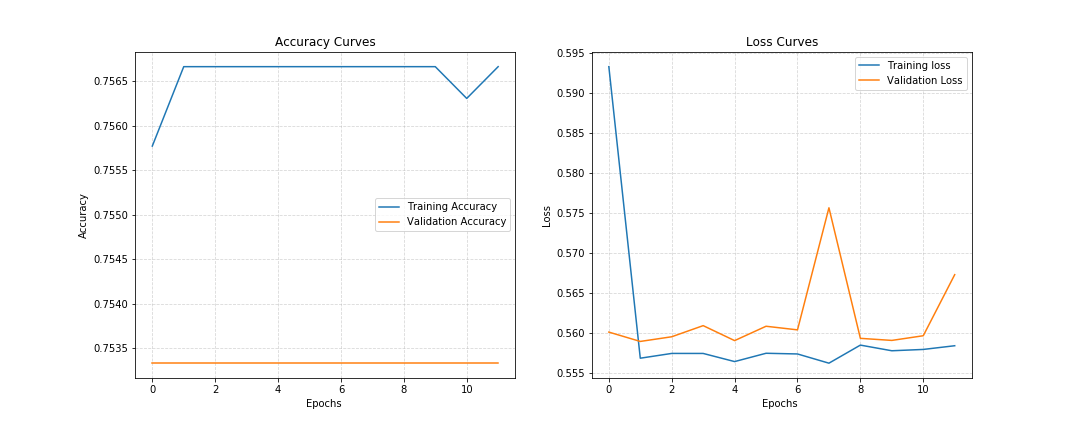 Accuracy Curves
0.7565
0.7560
0.7555
0.7550
0.7545
0.7540
0.7535
Accuracy
Training Accuracy
Validation Accuracy
0 2 4 6 8 10
Epochs
Loss Curves
0.595
0.590
0.585
0.580
0.575
0.570
0.565
0.560
0.555
Loss
Training loss
Validation Loss
0 2 4 6 8 10
Epochs